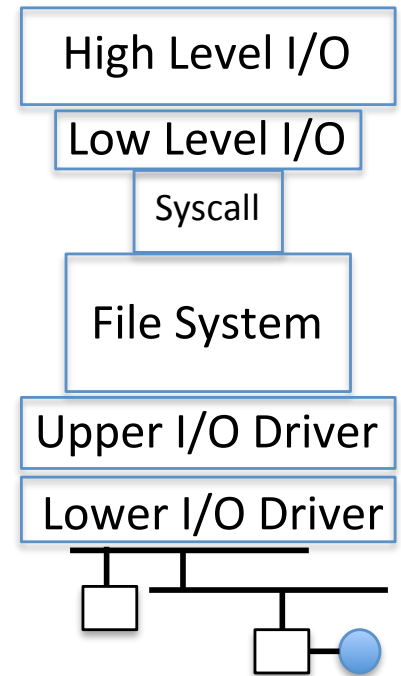 High Level I/O
Low Level I/O
Syscall
File System
Upper I/O Driver
Lower I/O Driver